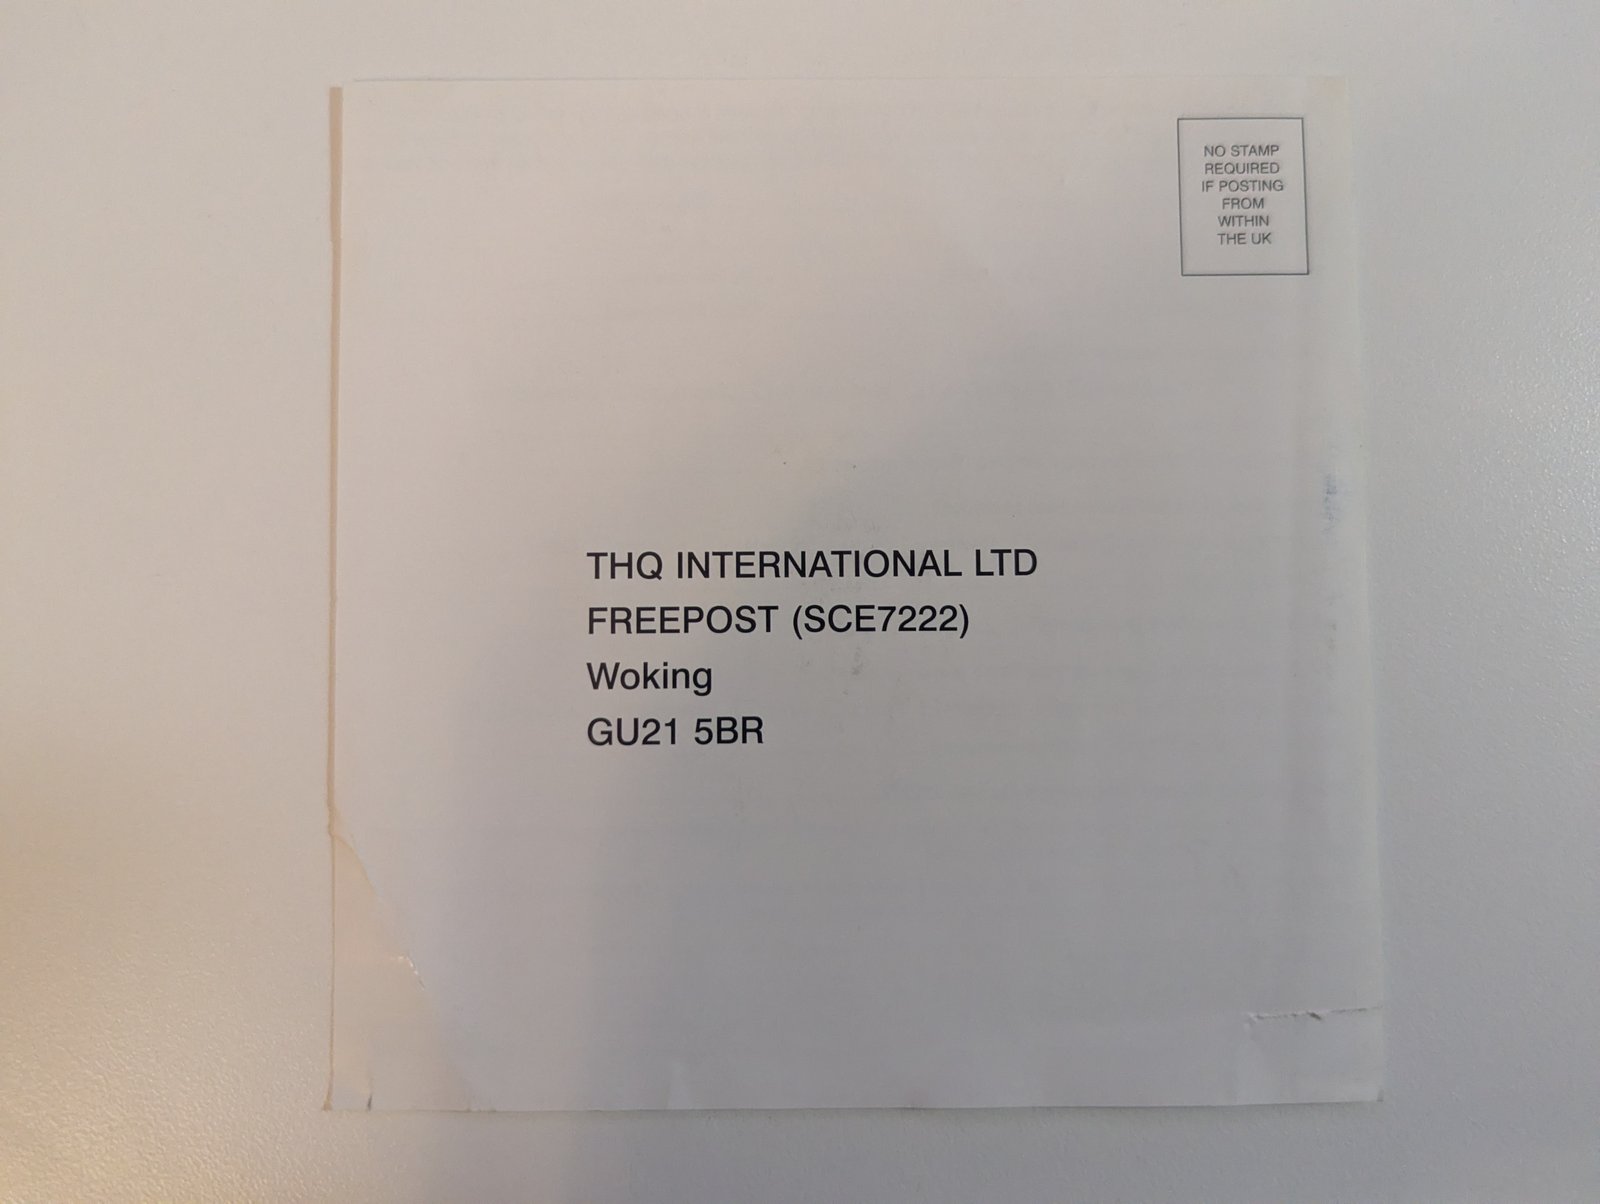 NO STAMP
REQUIRED
IF POSTING
FROM
WITHIN
THE UK
THQ INTERNATIONAL LTD
FREEPOST (SCE7222)
Woking
GU21 5BR